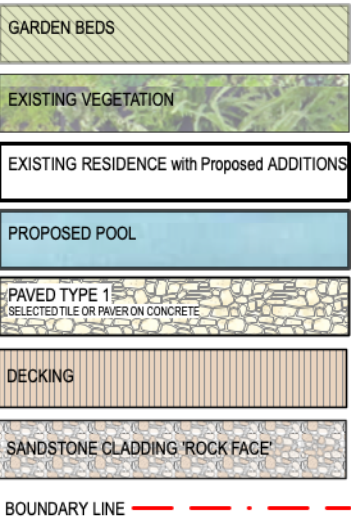 GARDEN BEDS
EXISTING VEGETATION
EXISTING RESIDENCE with Proposed ADDITIONS
PROPOSED POOL
PAVED TYPE 1
SELECTED TILE OR PAVER ON CONCRETE
DECKING
SANDSTONE CLADDING 'ROCK FACE'
BOUNDARY LINE